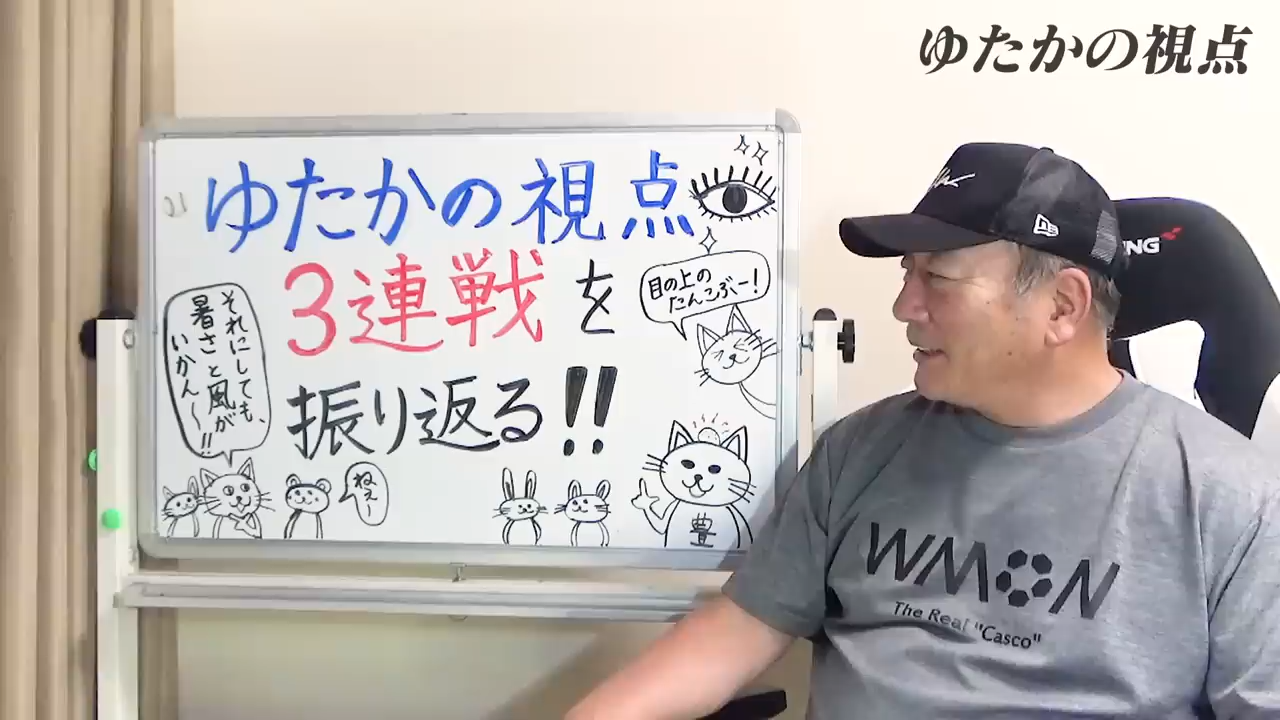 ゆたかの視点
ゆたかの視点
3連戦を
振り返る!!
目の上の
たんこぶー!
それにしても、
暑さと風が
いかん〜!!
ねぇー
豊
WMON
The Real "Casco"
NG